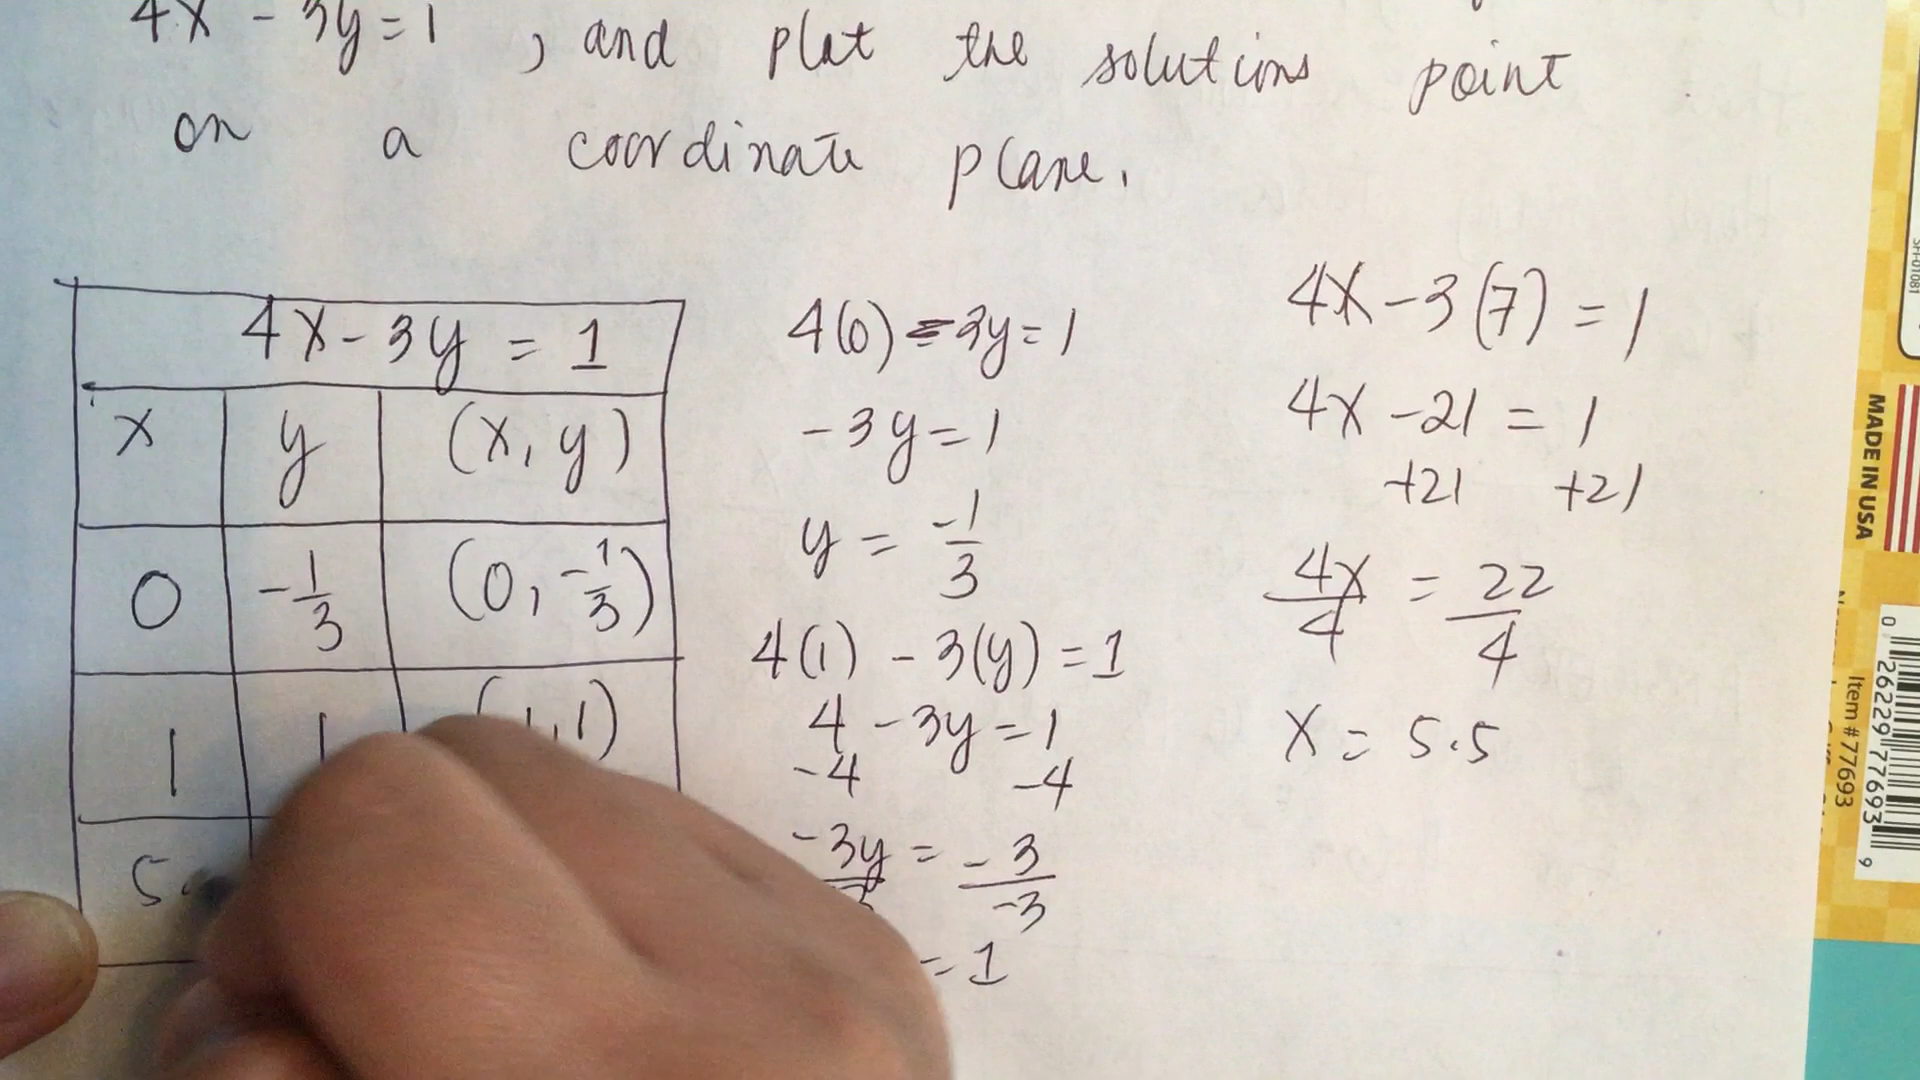 4x - 3y = 1 , and plot the solutions point
on a coordinate plane.
4x - 3y = 1
x y (x, y)
0 -1/3 (0, -1/3)
1 1 ,1)
5.
4(0) - 3y = 1
-3y = 1
y = -1/3
4(1) - 3(y) = 1
4 - 3y = 1
-4 -4
-3y = -3
-3
= 1
4x - 3(7) = 1
4x - 21 = 1
+21 +21
4x/4 = 22/4
x = 5.5
SH-01081
MADE IN USA
Item #77693
0 26229 77693 9